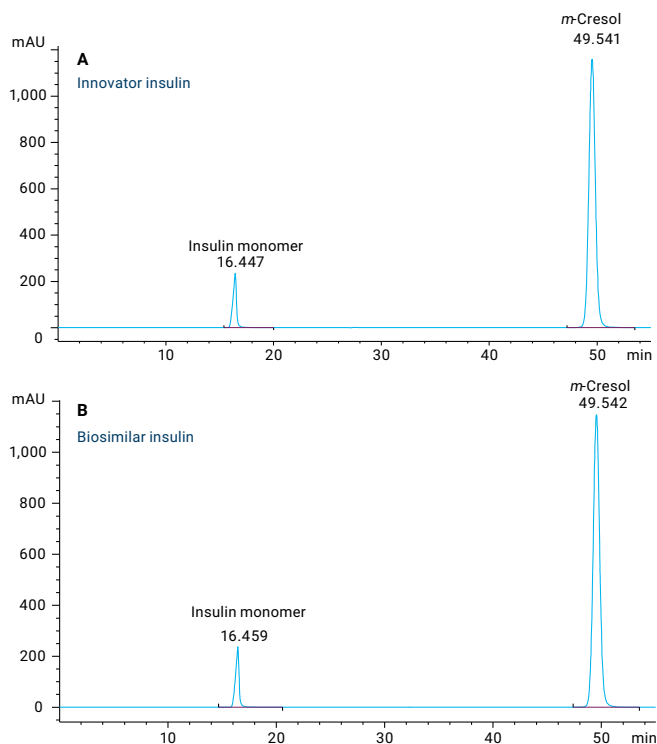 m-Cresol
49.541
mAU
A
Innovator insulin
1,000
800
600
400
Insulin monomer
16.447
200
0
10 20 30 40 50 min
m-Cresol
49.542
mAU
B
Biosimilar insulin
1,000
800
600
400
Insulin monomer
16.459
200
0
10 20 30 40 50 min